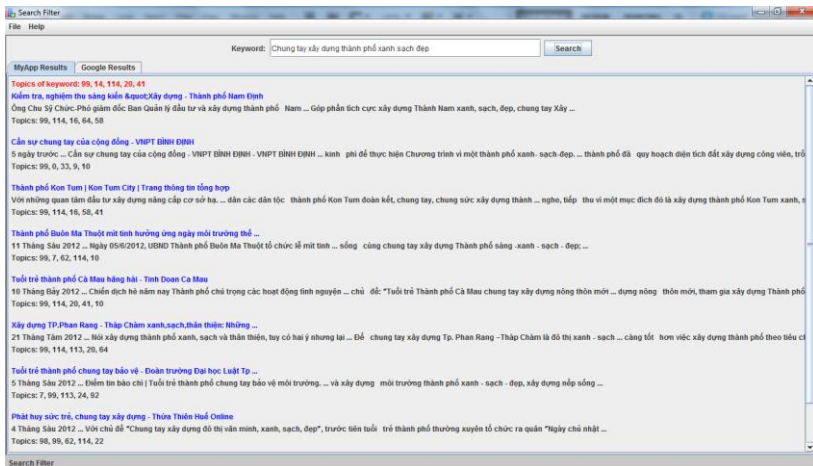 Search Filter
File Help
Keyword: Chung tay xây dựng thành phố xanh sạch đẹp Search
MyApp Results Google Results
Topics of keyword: 99, 14, 114, 20, 41
Kiểm tra, nghiệm thu sáng kiến &quot;Xây dựng - Thành phố Nam Định
Ông Chu Sỹ Chức-Phó giám đốc Ban Quản lý đầu tư và xây dựng thành phố Nam ... Góp phần tích cực xây dựng Thành Nam xanh, sạch, đẹp, chung tay Xây ...
Topics: 99, 114, 16, 64, 58
Cần sự chung tay của cộng đồng - VNPT BÌNH ĐỊNH
5 ngày trước ... Cần sự chung tay của cộng đồng - VNPT BÌNH ĐỊNH - VNPT BÌNH ĐỊNH ... kinh phí để thực hiện Chương trình vì một thành phố xanh- sạch-đẹp. ... thành phố đã quy hoạch diện tích đất xây dựng công viên, trồ
Topics: 99, 0, 33, 9, 10
Thành phố Kon Tum | Kon Tum City | Trang thông tin tổng hợp
Với những quan tâm đầu tư xây dựng nâng cấp cơ sở hạ. ... dân các dân tộc thành phố Kon Tum đoàn kết, chung tay, chung sức xây dựng thành ... nghe, tiếp thu vì một mục đích đó là xây dựng thành phố Kon Tum xanh, s
Topics: 99, 114, 16, 58, 41
Thành phố Buôn Ma Thuột mít tinh hưởng ứng ngày môi trường thế ...
11 Tháng Sáu 2012 ... Ngày 05/6/2012, UBND Thành phố Buôn Ma Thuột tổ chức lễ mít tinh ... sống cùng chung tay xây dựng Thành phố sáng -xanh - sạch - đẹp; ...
Topics: 99, 7, 62, 114, 10
Tuổi trẻ thành phố Cà Mau hăng hái - Tinh Doan Ca Mau
10 Tháng Bảy 2012 ... Chiến dịch hè năm nay Thành phố chú trọng các hoạt động tình nguyện ... chủ đề: "Tuổi trẻ Thành phố Cà Mau chung tay xây dựng nông thôn mới ... dựng nông thôn mới, tham gia xây dựng Thành phố
Topics: 99, 114, 20, 41, 10
Xây dựng TP.Phan Rang - Tháp Chàm xanh,sạch,thân thiện: Những ...
21 Tháng Tám 2012 ... Nói xây dựng thành phố xanh, sạch và thân thiện, tuy có hai ý nhưng lại ... Để chung tay xây dựng Tp. Phan Rang –Tháp Chàm là đô thị xanh - sạch ... càng tốt hơn việc xây dựng thành phố theo tiêu c
Topics: 99, 114, 113, 20, 64
Tuổi trẻ thành phố chung tay bảo vệ - Đoàn trường Đại học Luật Tp ...
5 Tháng Sáu 2012 ... Điểm tin báo chí | Tuổi trẻ thành phố chung tay bảo vệ môi trường. ... và xây dựng môi trường thành phố xanh - sạch - đẹp, xây dựng nếp sống ...
Topics: 7, 99, 113, 24, 92
Phát huy sức trẻ, chung tay xây dựng - Thừa Thiên Huế Online
4 Tháng Sáu 2012 ... Với chủ đề "Chung tay xây dựng đô thị văn minh, xanh, sạch, đẹp", trước tiên tuổi trẻ thành phố thường xuyên tổ chức ra quân "Ngày chủ nhật ...
Topics: 98, 99, 62, 114, 22
Search Filter